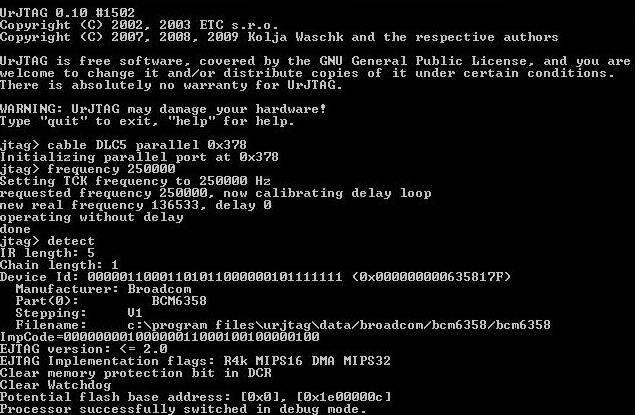 UrJTAG 0.10 #1502
Copyright (C) 2002, 2003 ETC s.r.o.
Copyright (C) 2007, 2008, 2009 Kolja Waschk and the respective authors
UrJTAG is free software, covered by the GNU General Public License, and you are
welcome to change it and/or distribute copies of it under certain conditions.
There is absolutely no warranty for UrJTAG.
WARNING: UrJTAG may damage your hardware!
Type "quit" to exit, "help" for help.
jtag> cable DLC5 parallel 0x378
Initializing parallel port at 0x378
jtag> frequency 250000
Setting TCK frequency to 250000 Hz
requested frequency 250000, now calibrating delay loop
new real frequency 136533, delay 0
operating without delay
done
jtag> detect
IR length: 5
Chain length: 1
Device Id: 00000110001101011000000101111111 (0x000000000635817F)
Manufacturer: Broadcom
Part(0): BCM6358
Stepping: V1
Filename: c:\program files\urjtag\data/broadcom/bcm6358/bcm6358
ImpCode=00000000100000011000100100000100
EJTAG version: <= 2.0
EJTAG Implementation flags: R4k MIPS16 DMA MIPS32
Clear memory protection bit in DCR
Clear Watchdog
Potential flash base address: [0x0], [0x1e00000c]
Processor successfully switched in debug mode.